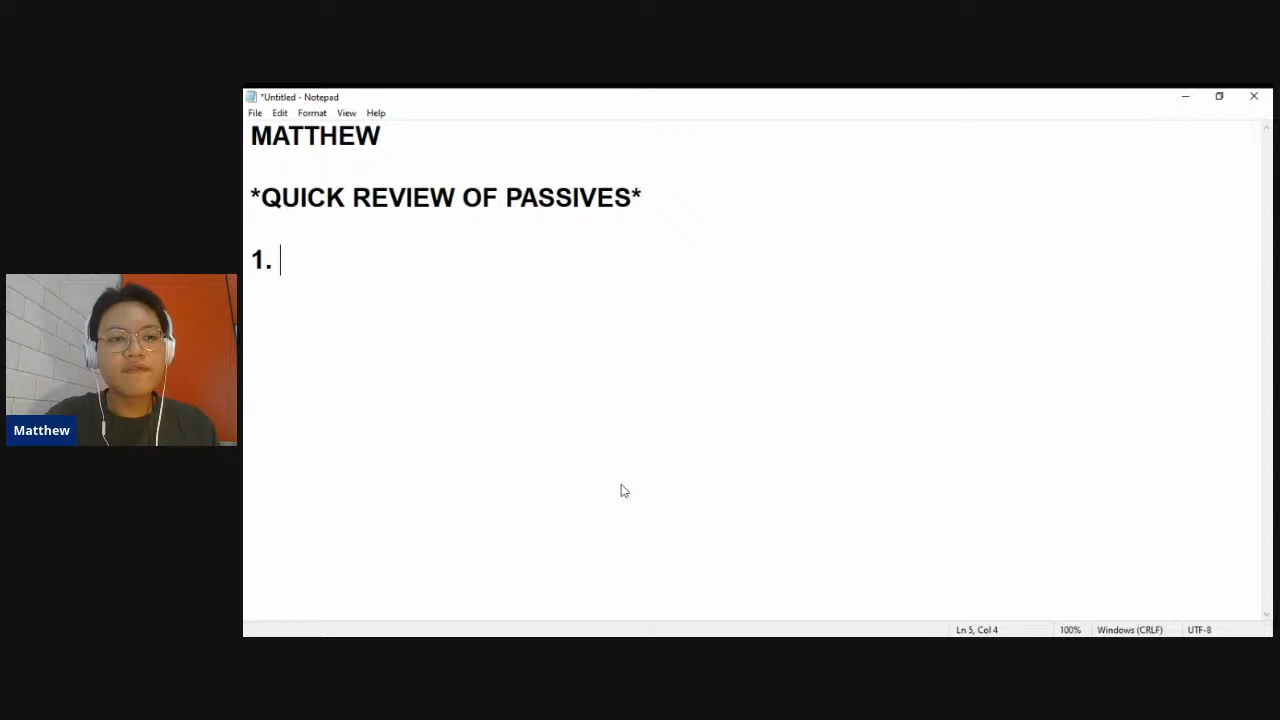 *Untitled - Notepad
File Edit Format View Help
MATTHEW
*QUICK REVIEW OF PASSIVES*
1.
Matthew
Ln 5, Col 4 100% Windows (CRLF) UTF-8